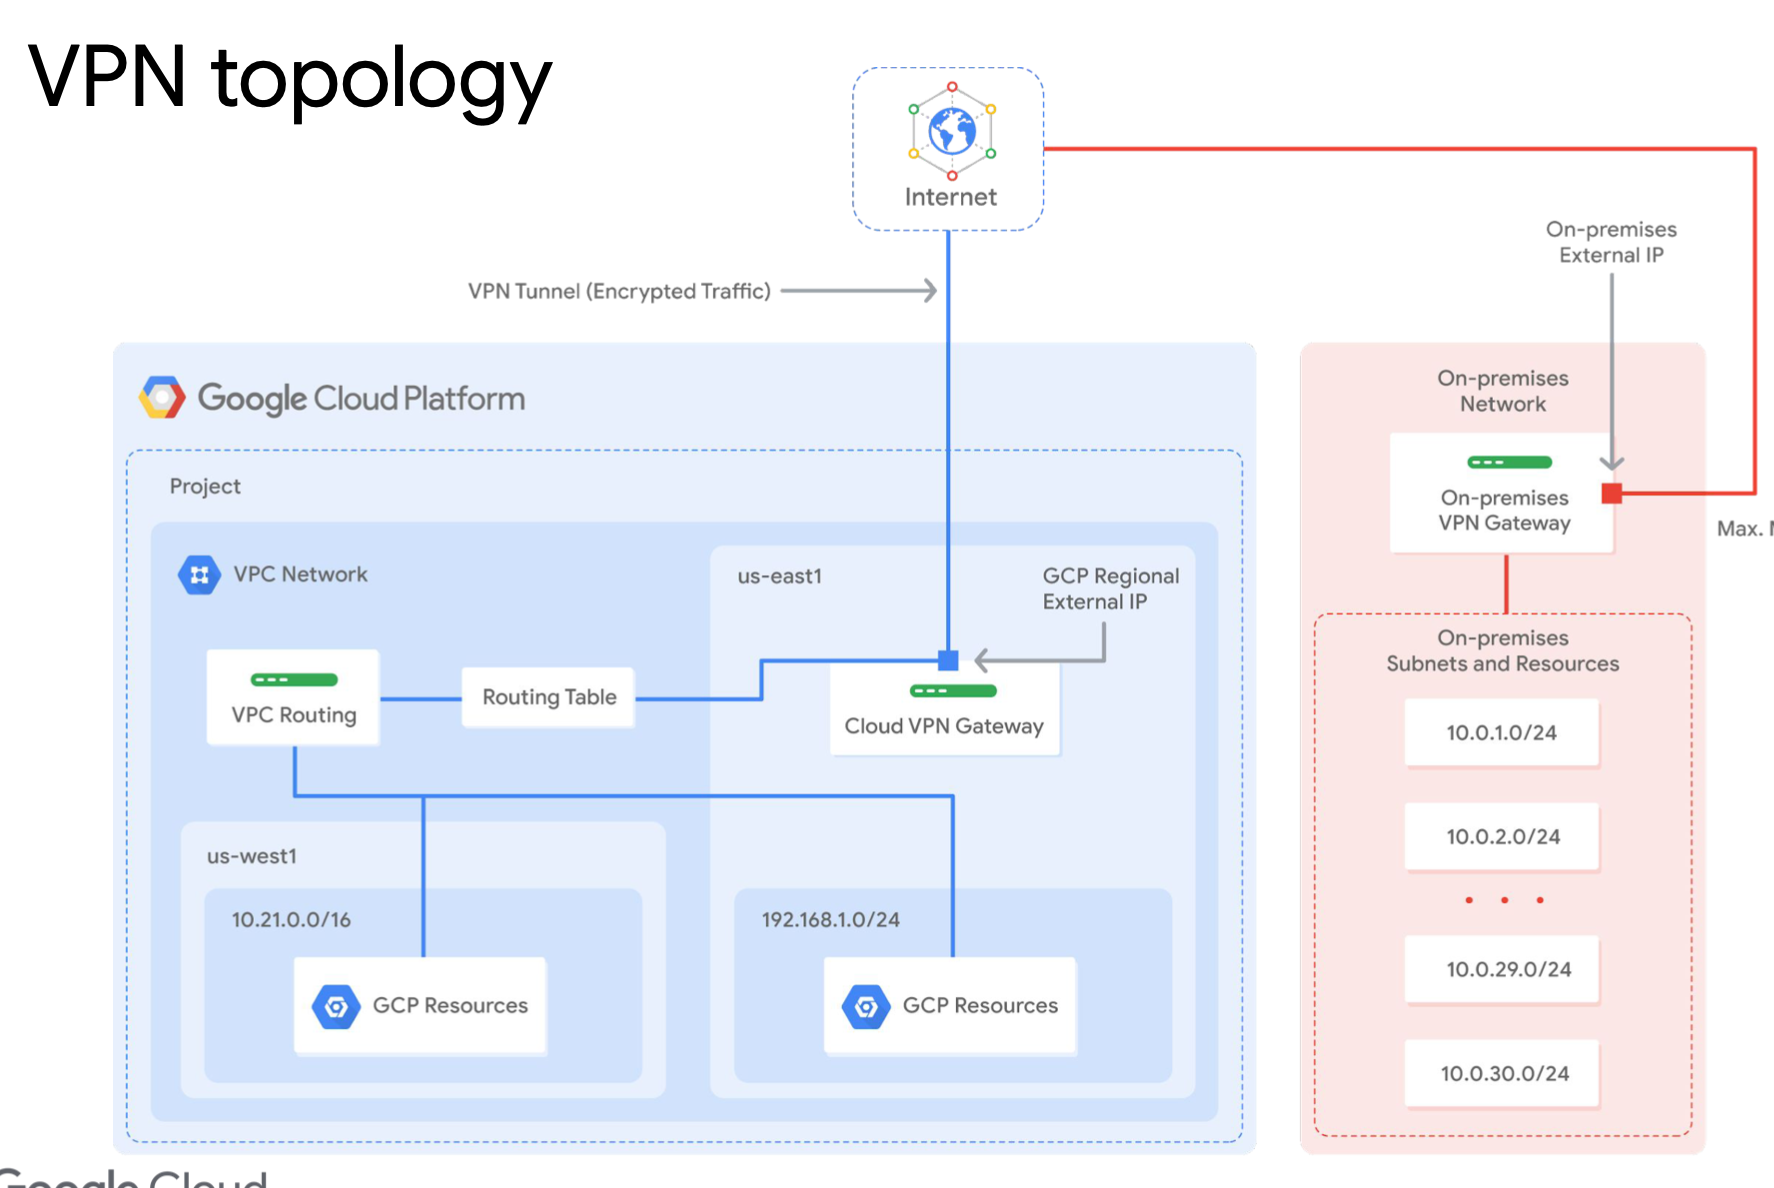 VPN topology
Internet
On-premises
External IP
VPN Tunnel (Encrypted Traffic)
Google Cloud Platform
On-premises
Network
Project
On-premises
VPN Gateway
Max.
VPC Network
us-east1
GCP Regional
External IP
On-premises
Subnets and Resources
VPC Routing
Routing Table
Cloud VPN Gateway
10.0.1.0/24
10.0.2.0/24
us-west1
10.21.0.0/16
192.168.1.0/24
10.0.29.0/24
GCP Resources
GCP Resources
10.0.30.0/24
Google Cloud